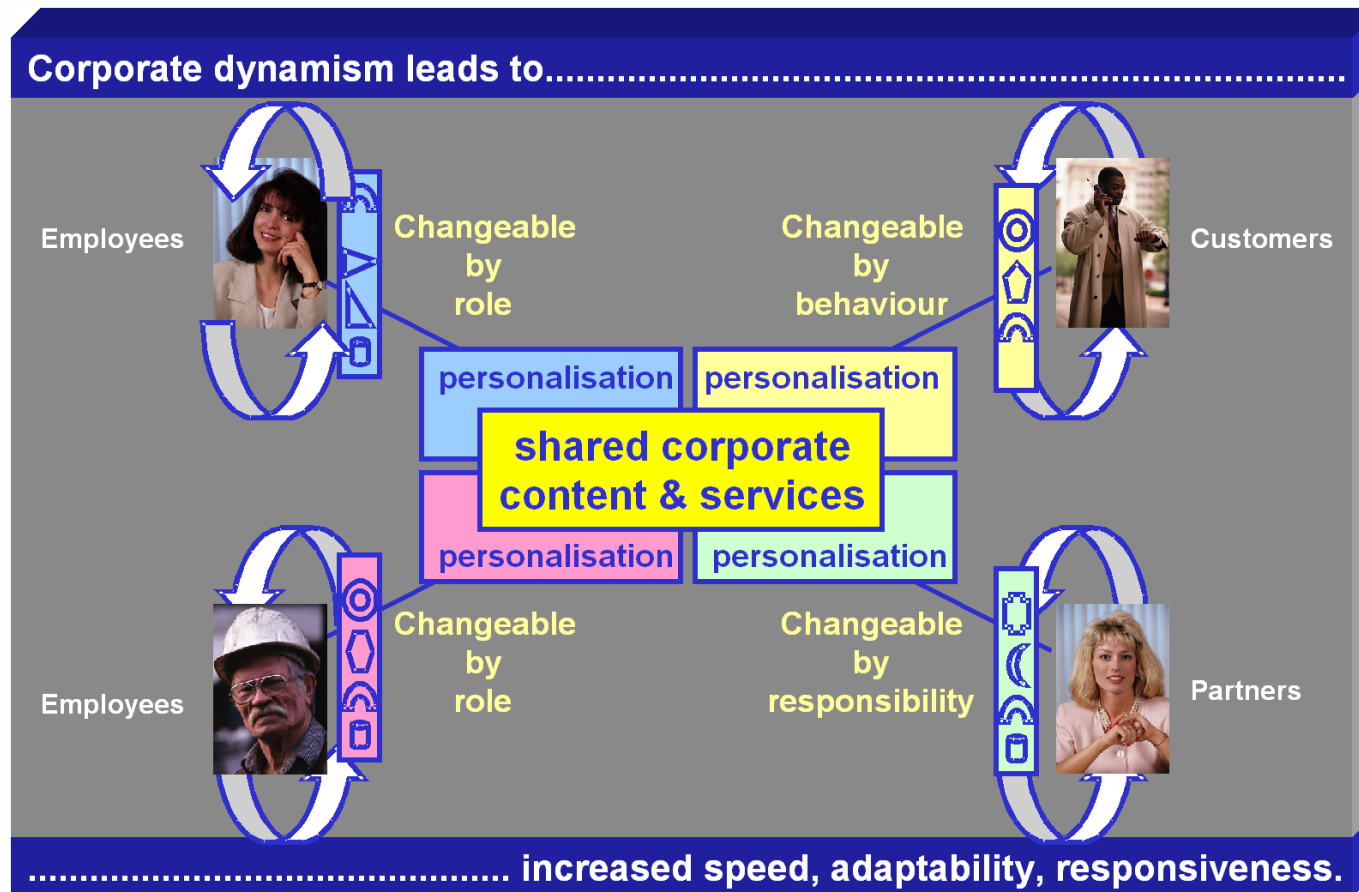 Corporate dynamism leads to..............................................................................
Employees
Changeable
by
role
Changeable
by
behaviour
Customers
personalisation
personalisation
shared corporate
content & services
personalisation
personalisation
Employees
Changeable
by
role
Changeable
by
responsibility
Partners
............................................... increased speed, adaptability, responsiveness.